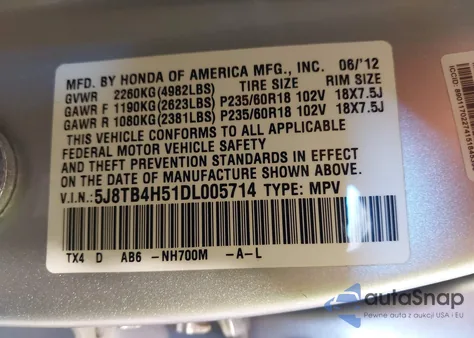 MFD. BY HONDA OF AMERICA MFG., INC. 06/'12
GVWR 2260KG(4982LBS) TIRE SIZE RIM SIZE
GAWR F 1190KG(2623LBS) P235/60R18 102V 18X7.5J
GAWR R 1080KG(2381LBS) P235/60R18 102V 18X7.5J
THIS VEHICLE CONFORMS TO ALL APPLICABLE
FEDERAL MOTOR VEHICLE SAFETY
AND THEFT PREVENTION STANDARDS IN EFFECT
ON THE DATE OF MANUFACTURE SHOWN ABOVE.
V.I.N.: 5J8TB4H51DL005714 TYPE: MPV
TX4 D AB6 -NH700M -A-L
autaSnap
Pewne auta z aukcji USA i EU